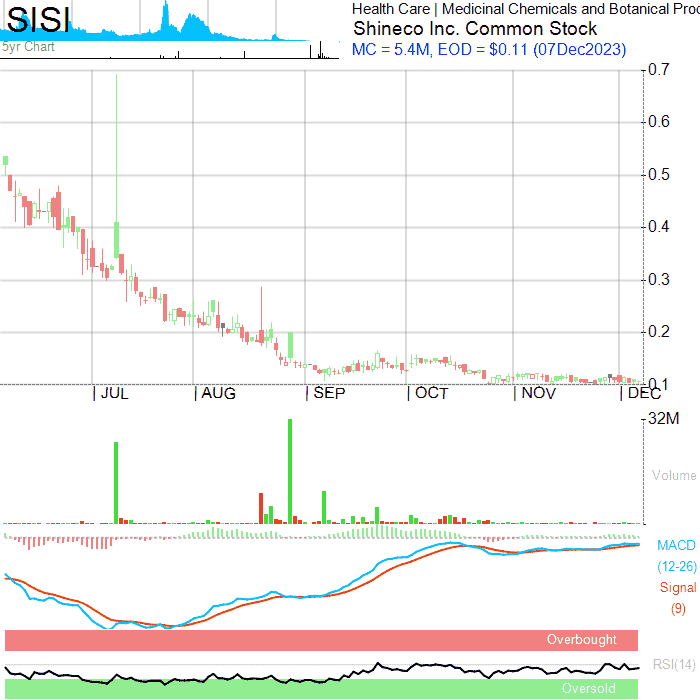 SISI
5yr Chart
Health Care | Medicinal Chemicals and Botanical Proc
Shineco Inc. Common Stock
MC = 5.4M, EOD = $0.11 (07Dec2023)
0.7
0.6
0.5
0.4
0.3
0.2
0.1
JUL AUG SEP OCT NOV DEC
32M
Volume
MACD
(12-26)
Signal
(9)
Overbought
RSI(14)
Oversold